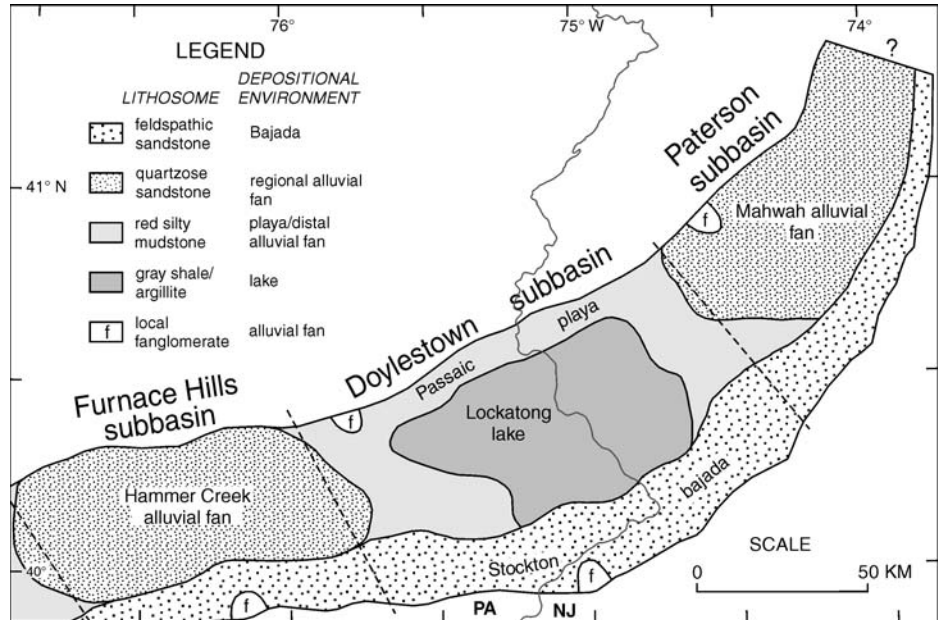 76°
75° W
74°
LEGEND
LITHOSOME
DEPOSITIONAL
ENVIRONMENT
feldspathic
sandstone
Bajada
quartzose
sandstone
regional alluvial
fan
red silty
mudstone
playa/distal
alluvial fan
gray shale/
argillite
lake
f
local
fanglomerate
alluvial fan
41° N
40°
?
Paterson
subbasin
f
Mahwah alluvial
fan
Doylestown subbasin
Passaic playa
f
Lockatong
lake
Furnace Hills
subbasin
Hammer Creek
alluvial fan
Stockton bajada
f
f
PA
NJ
SCALE
0
50 KM